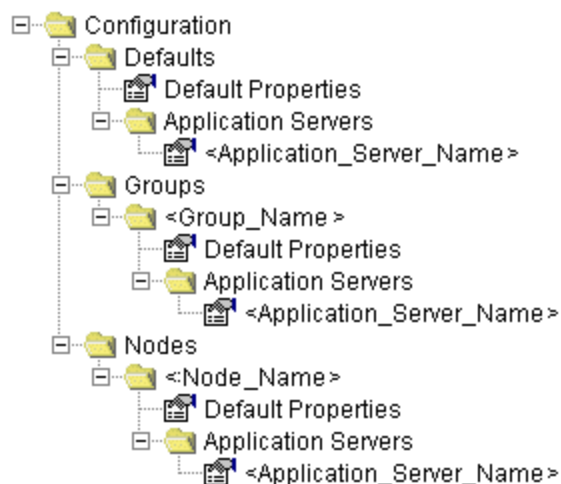 Configuration
Defaults
Default Properties
Application Servers
<Application_Server_Name>
Groups
<Group_Name>
Default Properties
Application Servers
<Application_Server_Name>
Nodes
<Node_Name>
Default Properties
Application Servers
<Application_Server_Name>